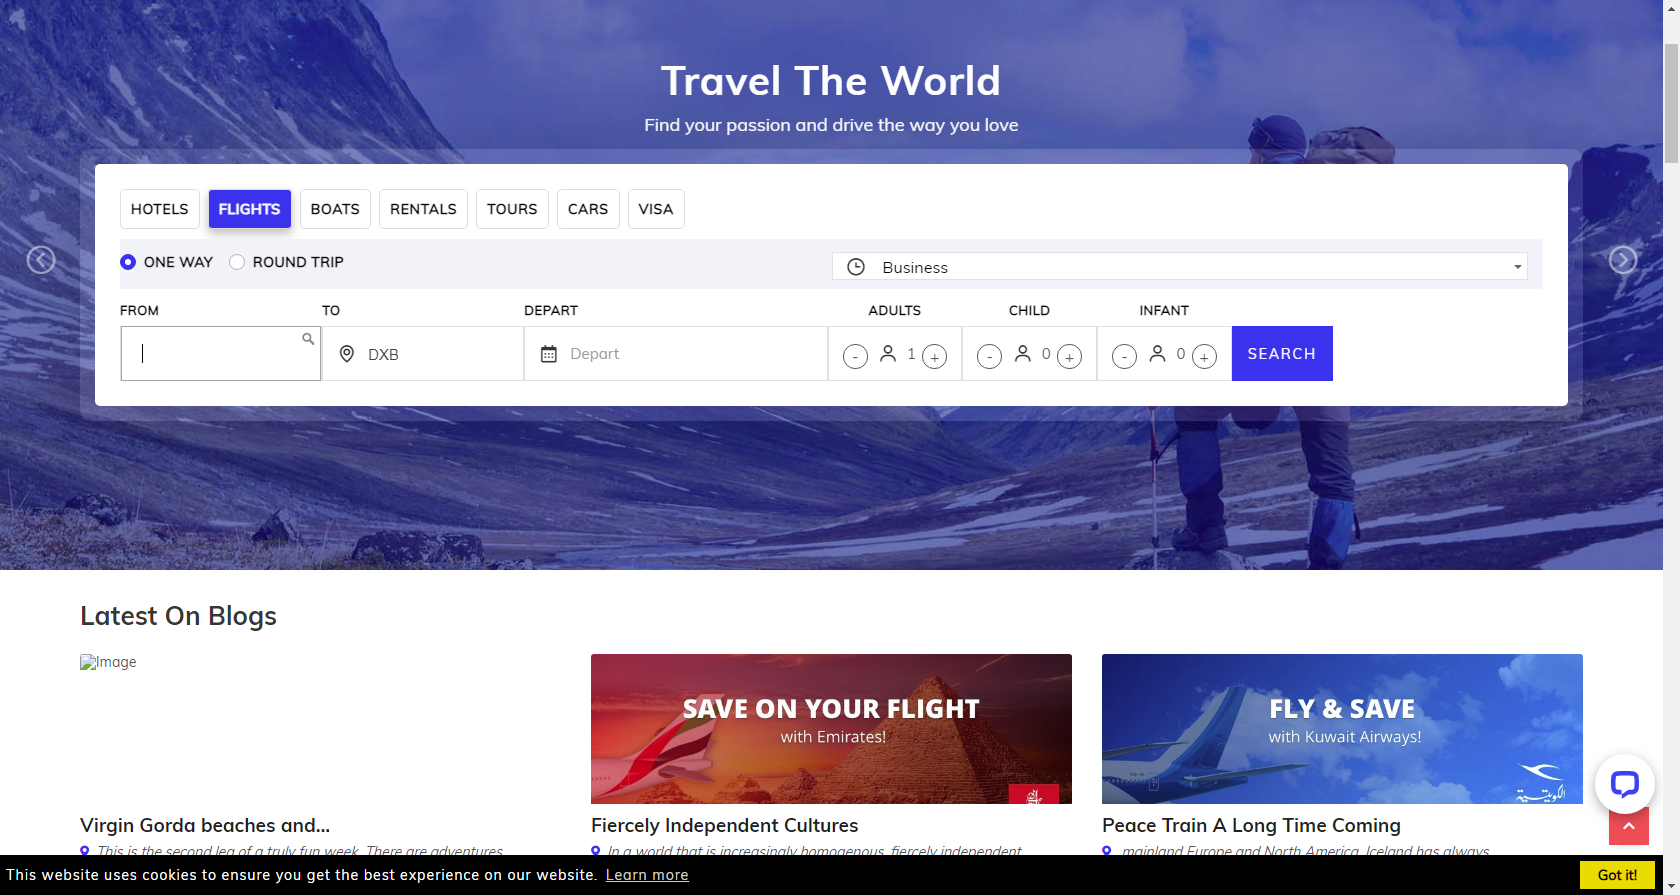 Travel The World
Find your passion and drive the way you love
HOTELS FLIGHTS BOATS RENTALS TOURS CARS VISA
ONE WAY ROUND TRIP Business
FROM TO DEPART ADULTS CHILD INFANT
DXB Depart - 1 + - 0 + - 0 + SEARCH
Latest On Blogs
Image
SAVE ON YOUR FLIGHT
with Emirates!
FLY & SAVE
with Kuwait Airways!
الكويتية
Virgin Gorda beaches and...
Fiercely Independent Cultures
Peace Train A Long Time Coming
This is the second leg of a truly fun week. There are adventures
In a world that is increasingly homogenous, fiercely independent
mainland Europe and North America, Iceland has always
This website uses cookies to ensure you get the best experience on our website. Learn more
Got it!